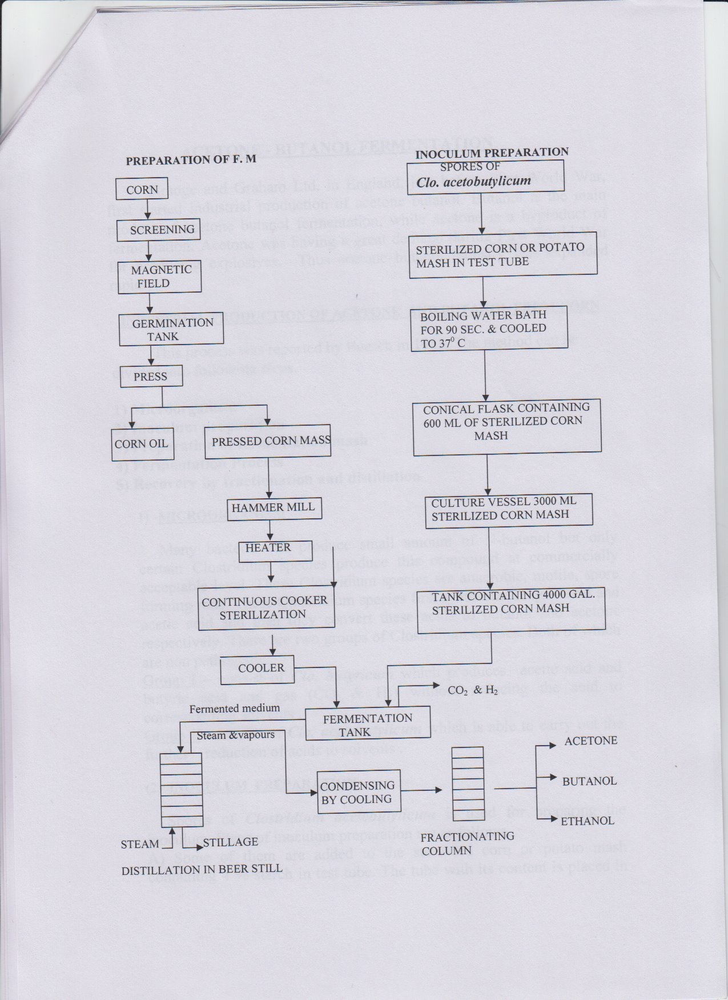 PREPARATION OF F. M
CORN
SCREENING
MAGNETIC
FIELD
GERMINATION
TANK
PRESS
CORN OIL
PRESSED CORN MASS
HAMMER MILL
HEATER
CONTINUOUS COOKER
STERILIZATION
COOLER
INOCULUM PREPARATION
SPORES OF
Clo. acetobutylicum
STERILIZED CORN OR POTATO
MASH IN TEST TUBE
BOILING WATER BATH
FOR 90 SEC. & COOLED
TO 37⁰ C
CONICAL FLASK CONTAINING
600 ML OF STERILIZED CORN
MASH
CULTURE VESSEL 3000 ML
STERILIZED CORN MASH
TANK CONTAINING 4000 GAL.
STERILIZED CORN MASH
CO₂ & H₂
FERMENTATION
TANK
Fermented medium
Steam &vapours
STEAM
STILLAGE
DISTILLATION IN BEER STILL
CONDENSING
BY COOLING
FRACTIONATING
COLUMN
ACETONE
BUTANOL
ETHANOL